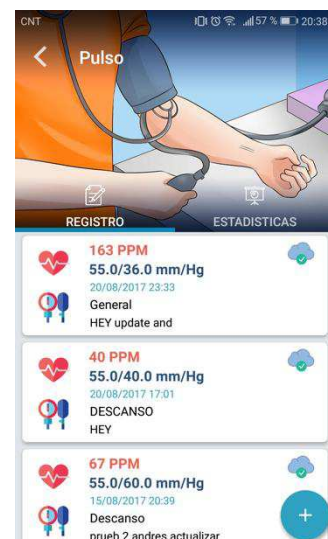 CNT 57 % 20:38
Pulso
REGISTRO ESTADISTICAS
163 PPM
55.0/36.0 mm/Hg
20/08/2017 23:33
General
HEY update and
40 PPM
55.0/40.0 mm/Hg
20/08/2017 17:01
DESCANSO
HEY
67 PPM
55.0/60.0 mm/Hg
15/08/2017 20:39
Descanso
prueb 2 andres actualizar
+